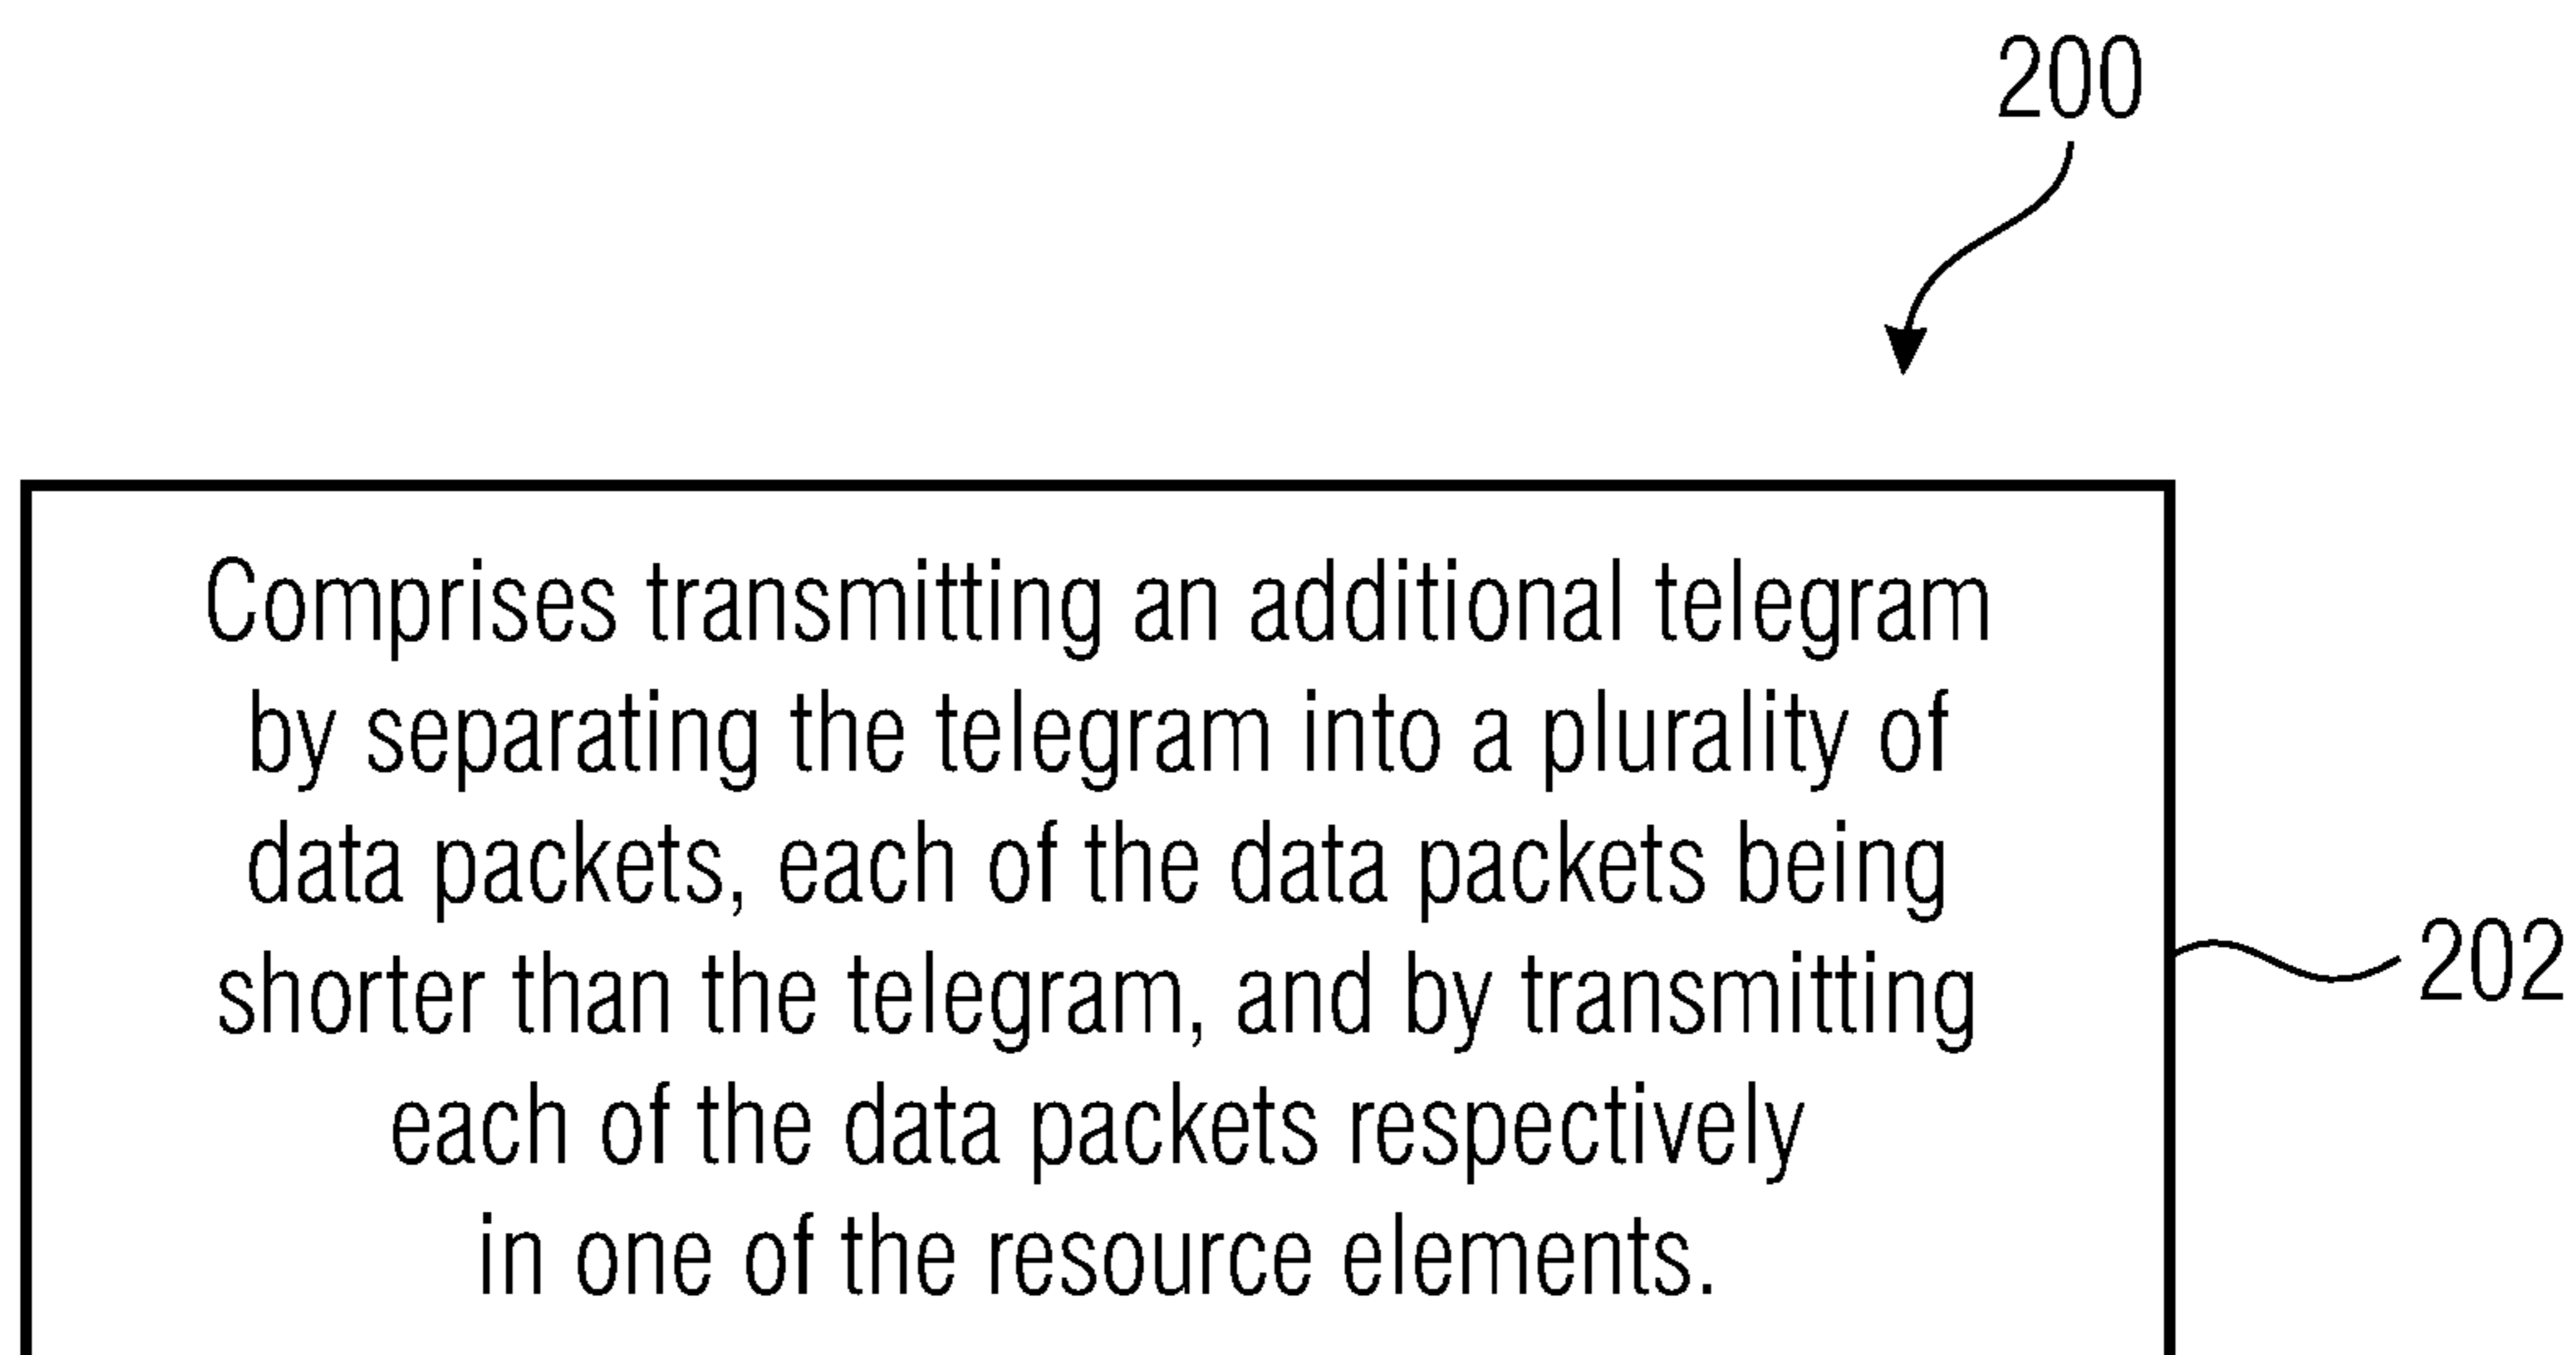 200
Comprises transmitting an additional telegram
by separating the telegram into a plurality of
data packets, each of the data packets being
shorter than the telegram, and by transmitting
each of the data packets respectively
in one of the resource elements.
202